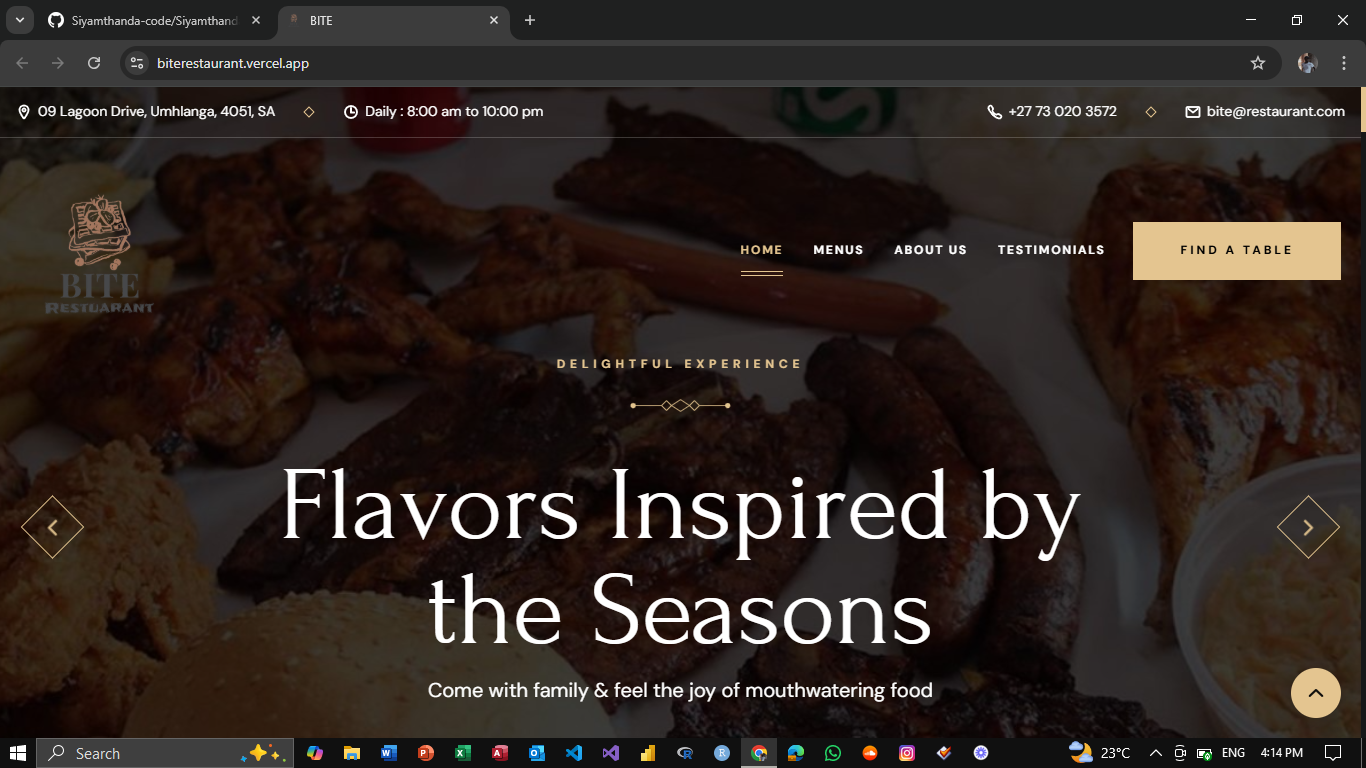 Siyamthanda-code/Siyamthand
BITE
biterestaurant.vercel.app
09 Lagoon Drive, Umhlanga, 4051, SA
Daily : 8:00 am to 10:00 pm
+27 73 020 3572
bite@restaurant.com
BITE
RESTUARANT
HOME
MENUS
ABOUT US
TESTIMONIALS
FIND A TABLE
DELIGHTFUL EXPERIENCE
Flavors Inspired by
the Seasons
Come with family & feel the joy of mouthwatering food
Search
23°C
ENG
4:14 PM